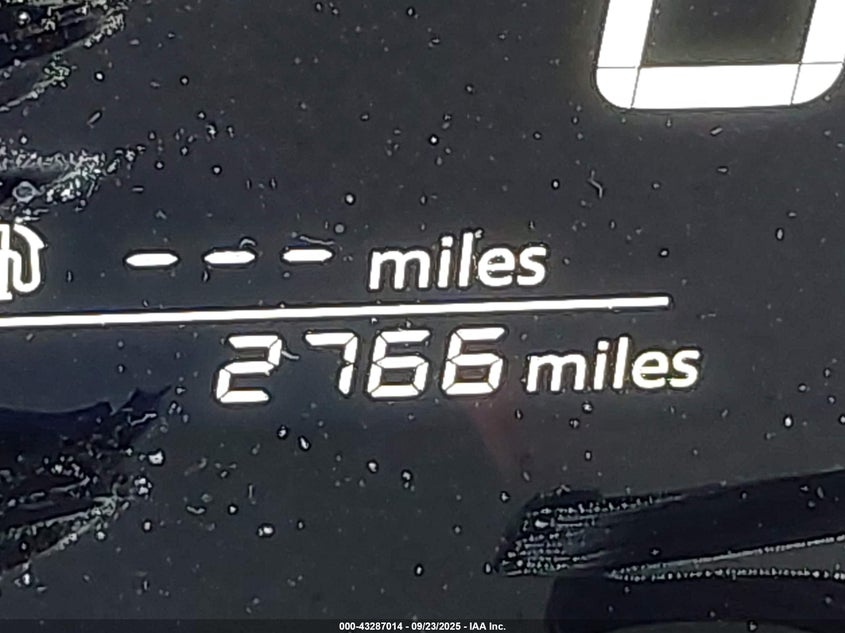 --- miles
2766 miles
000-43287014 - 09/23/2025 - IAA Inc.